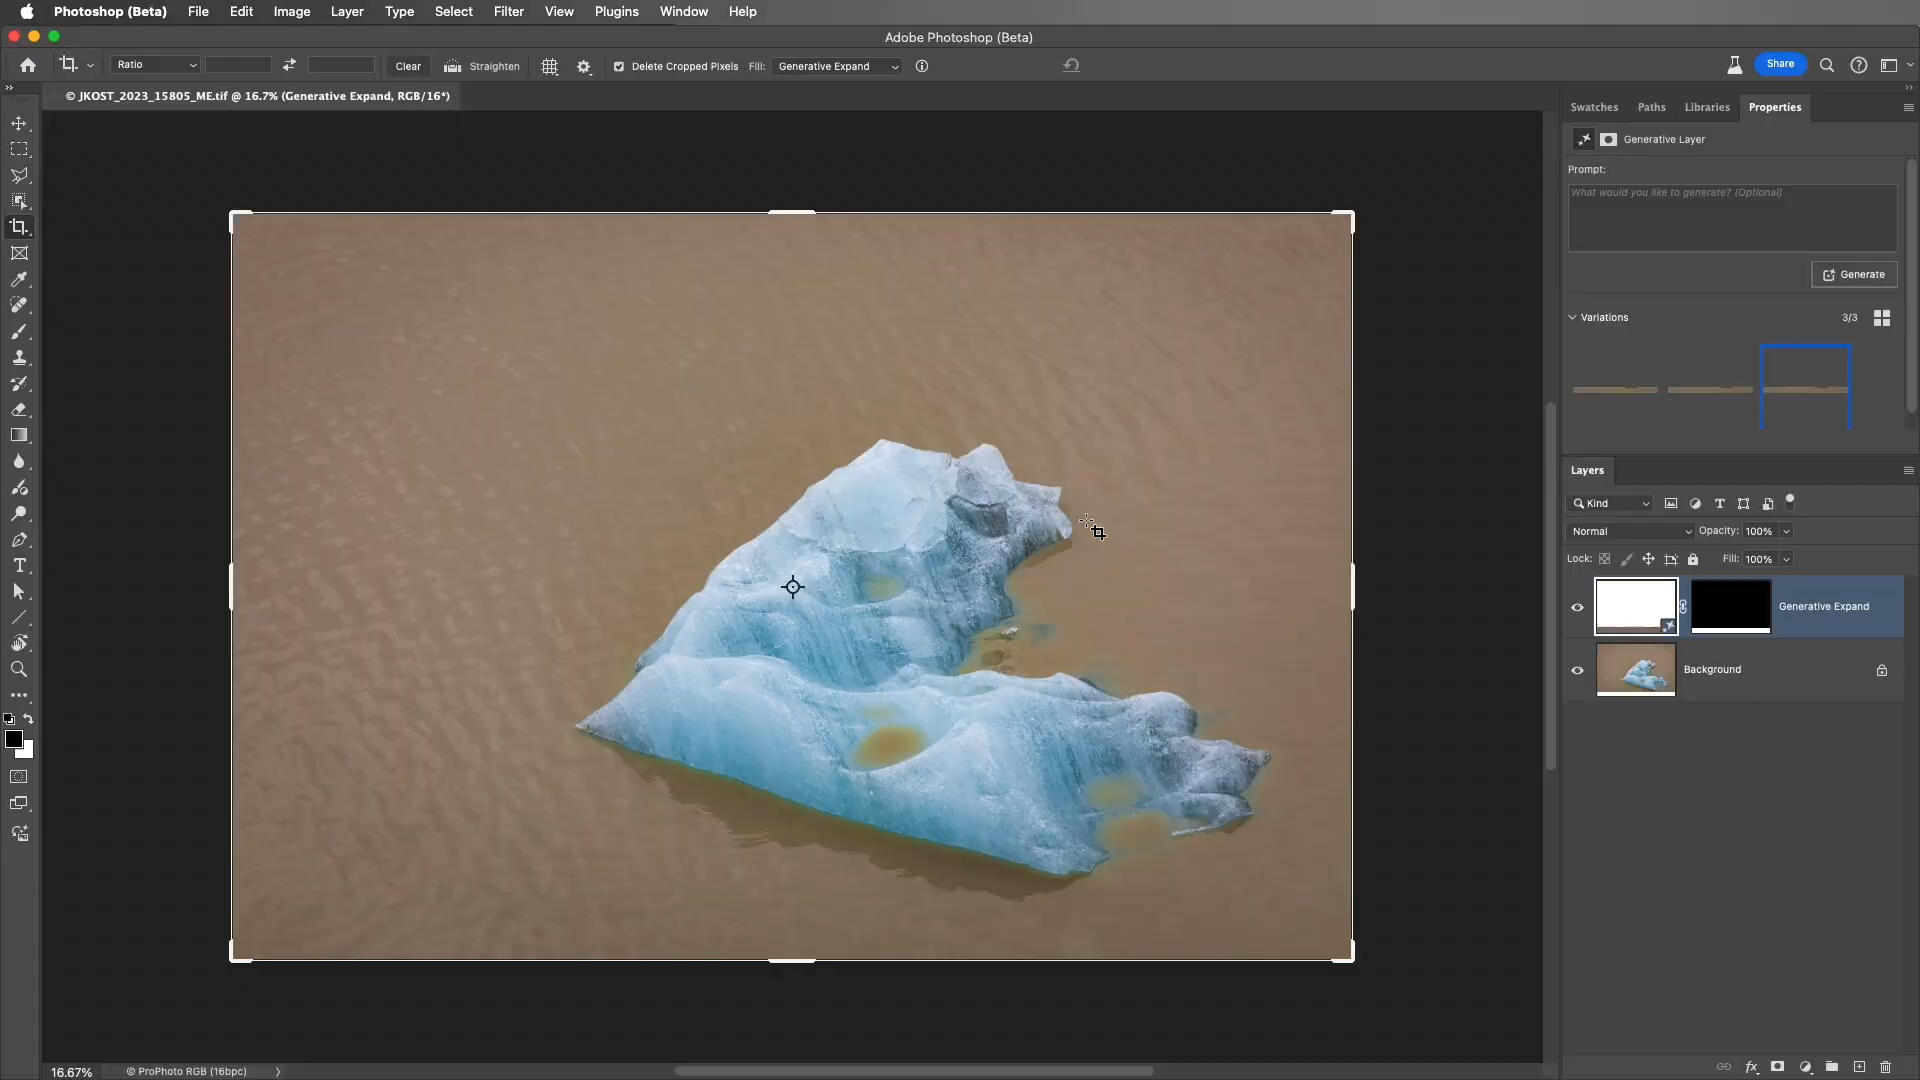 Photoshop (Beta) File Edit Image Layer Type Select Filter View Plugins Window Help
Adobe Photoshop (Beta)
Ratio Clear Straighten Delete Cropped Pixels Fill: Generative Expand Share
© JKOST_2023_15805_ME.tif @ 16.7% (Generative Expand, RGB/16*)
Swatches Paths Libraries Properties
Generative Layer
Prompt:
What would you like to generate? (Optional)
Generate
Variations 3/3
Layers
Kind
Normal Opacity: 100%
Lock: Fill: 100%
Generative Expand
Background
16.67% © ProPhoto RGB (16bpc)